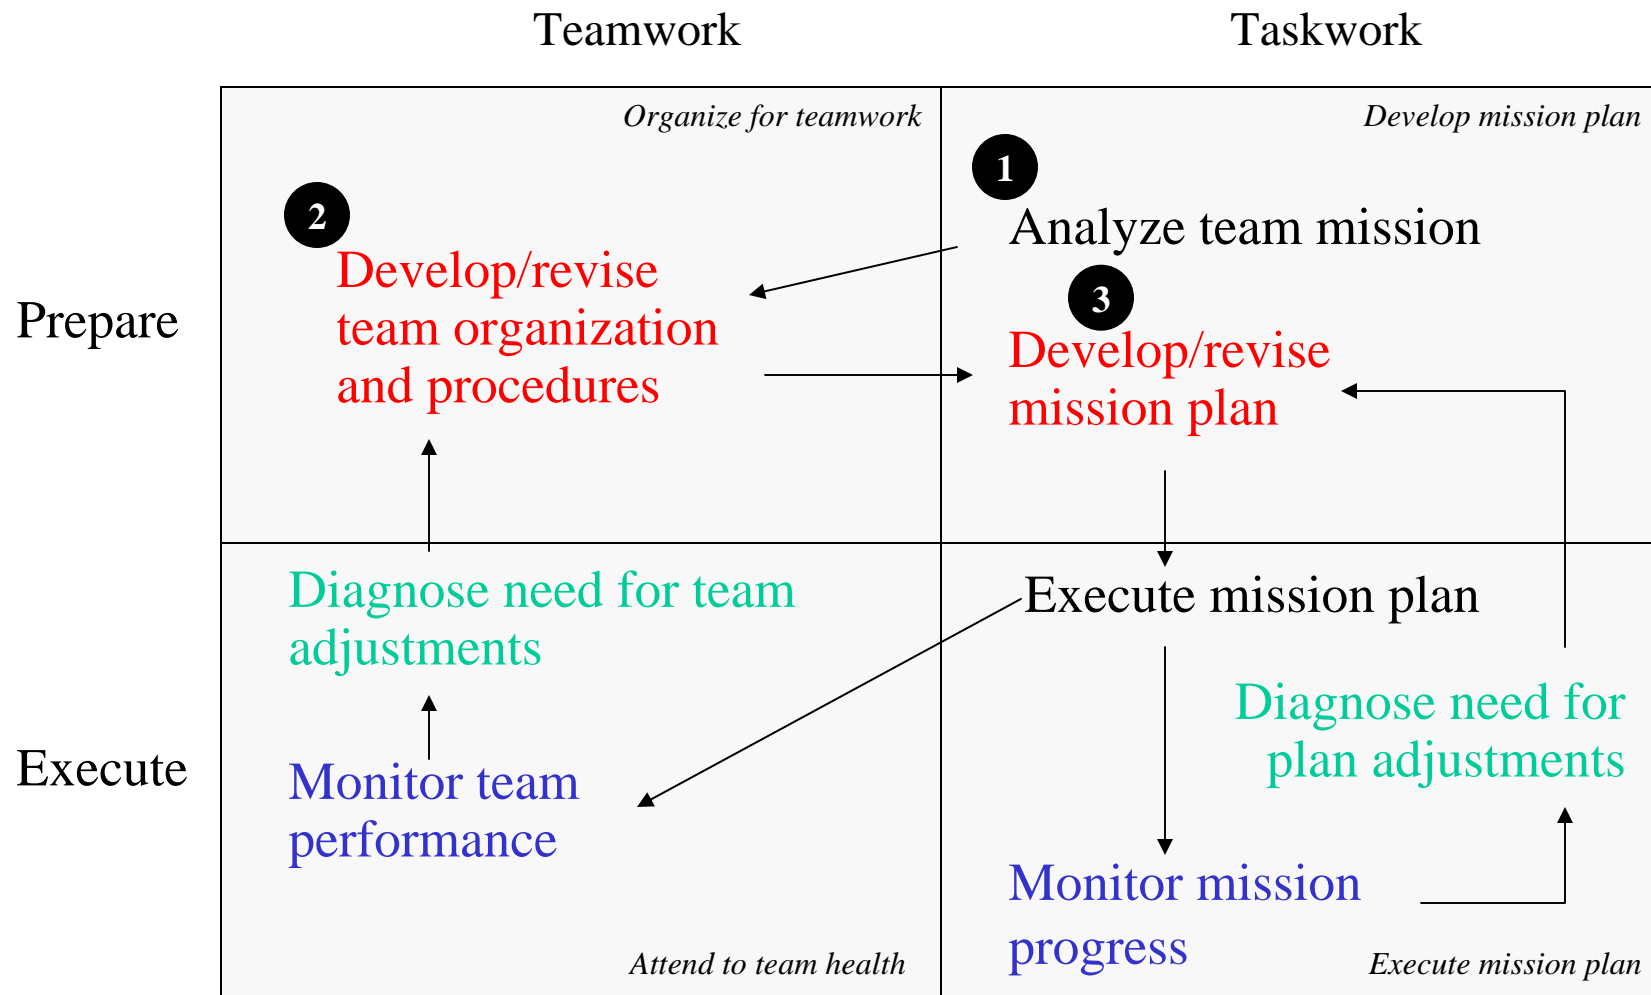 Teamwork
Taskwork
Organize for teamwork
Develop mission plan
1
Analyze team mission
2
Develop/revise
team organization
and procedures
3
Develop/revise
mission plan
Prepare
Diagnose need for team
adjustments
Execute mission plan
Diagnose need for
plan adjustments
Execute
Monitor team
performance
Monitor mission
progress
Attend to team health
Execute mission plan